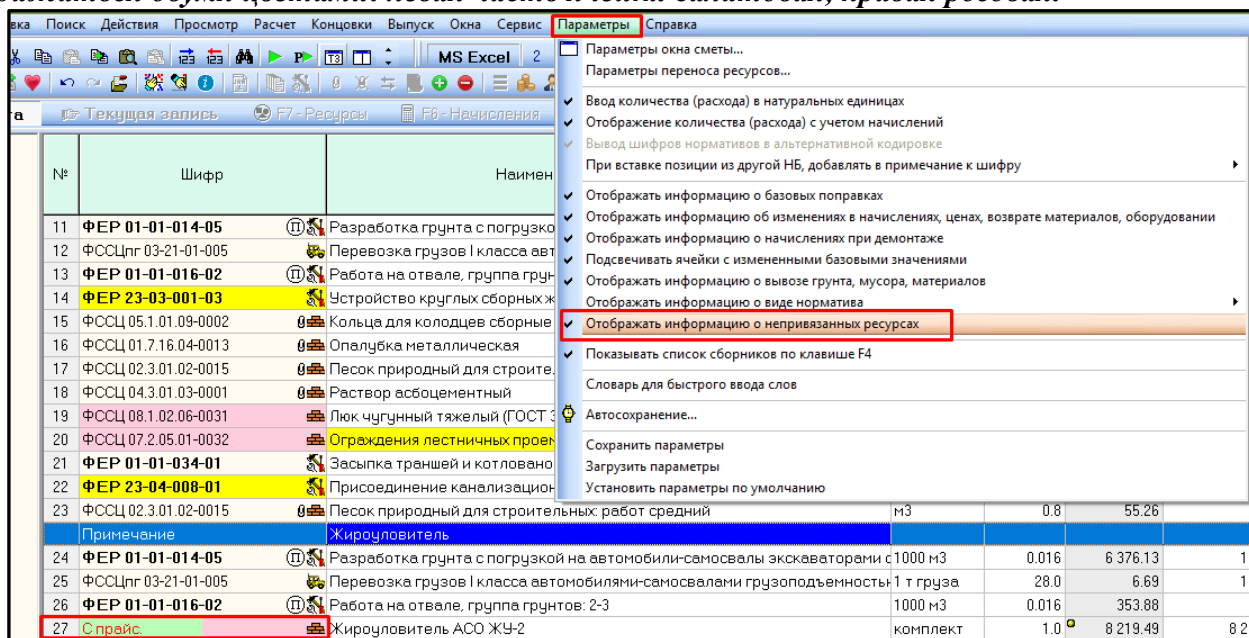 вка Поиск Действия Просмотр Расчет Концовки Выпуск Окна Сервис Параметры Справка
MS Excel 2
Текущая запись F7-Ресурсы F6-Начисления
Параметры окна сметы...
Параметры переноса ресурсов...
Ввод количества (расхода) в натуральных единицах
Отображение количества (расхода) с учетом начислений
Вывод шифров нормативов в альтернативной кодировке
При вставке позиции из другой НБ, добавлять в примечание к шифру
Отображать информацию о базовых поправках
Отображать информацию об изменениях в начислениях, ценах, возврате материалов, оборудовании
Отображать информацию о начислениях при демонтаже
Подсвечивать ячейки с измененными базовыми значениями
Отображать информацию о вывозе грунта, мусора, материалов
Отображать информацию о виде норматива
Отображать информацию о непривязанных ресурсах
Показывать список сборников по клавише F4
Словарь для быстрого ввода слов
Автосохранение...
Сохранить параметры
Загрузить параметры
Установить параметры по умолчанию
№ Шифр Наимен
11 ФЕР 01-01-014-05 П Разработка грунта с погрузко
12 ФССЦпг 03-21-01-005 Перевозка грузов I класса авт
13 ФЕР 01-01-016-02 П Работа на отвале, группа грун
14 ФЕР 23-03-001-03 Устройство круглых сборных ж
15 ФССЦ 05.1.01.09-0002 Кольца для колодцев сборные
16 ФССЦ 01.7.16.04-0013 Опалубка металлическая
17 ФССЦ 02.3.01.02-0015 Песок природный для строите
18 ФССЦ 04.3.01.03-0001 Раствор асбоцементный
19 ФССЦ 08.1.02.06-0031 Люк чугунный тяжелый (ГОСТ 3
20 ФССЦ 07.2.05.01-0032 Ограждения лестничных проем
21 ФЕР 01-01-034-01 Засыпка траншей и котловано
22 ФЕР 23-04-008-01 Присоединение канализацион
23 ФССЦ 02.3.01.02-0015 Песок природный для строительных: работ средний м3 0.8 55.26
Примечание Жироуловитель
24 ФЕР 01-01-014-05 П Разработка грунта с погрузкой на автомобили-самосвалы экскаваторами с 1000 м3 0.016 6 376.13 1
25 ФССЦпг 03-21-01-005 Перевозка грузов I класса автомобилями-самосвалами грузоподъемностью 1 т груза 28.0 6.69 1
26 ФЕР 01-01-016-02 П Работа на отвале, группа грунтов: 2-3 1000 м3 0.016 353.88
27 С прайс. Жироуловитель АСО ЖУ-2 комплект 1.0 8 219.49 8 2